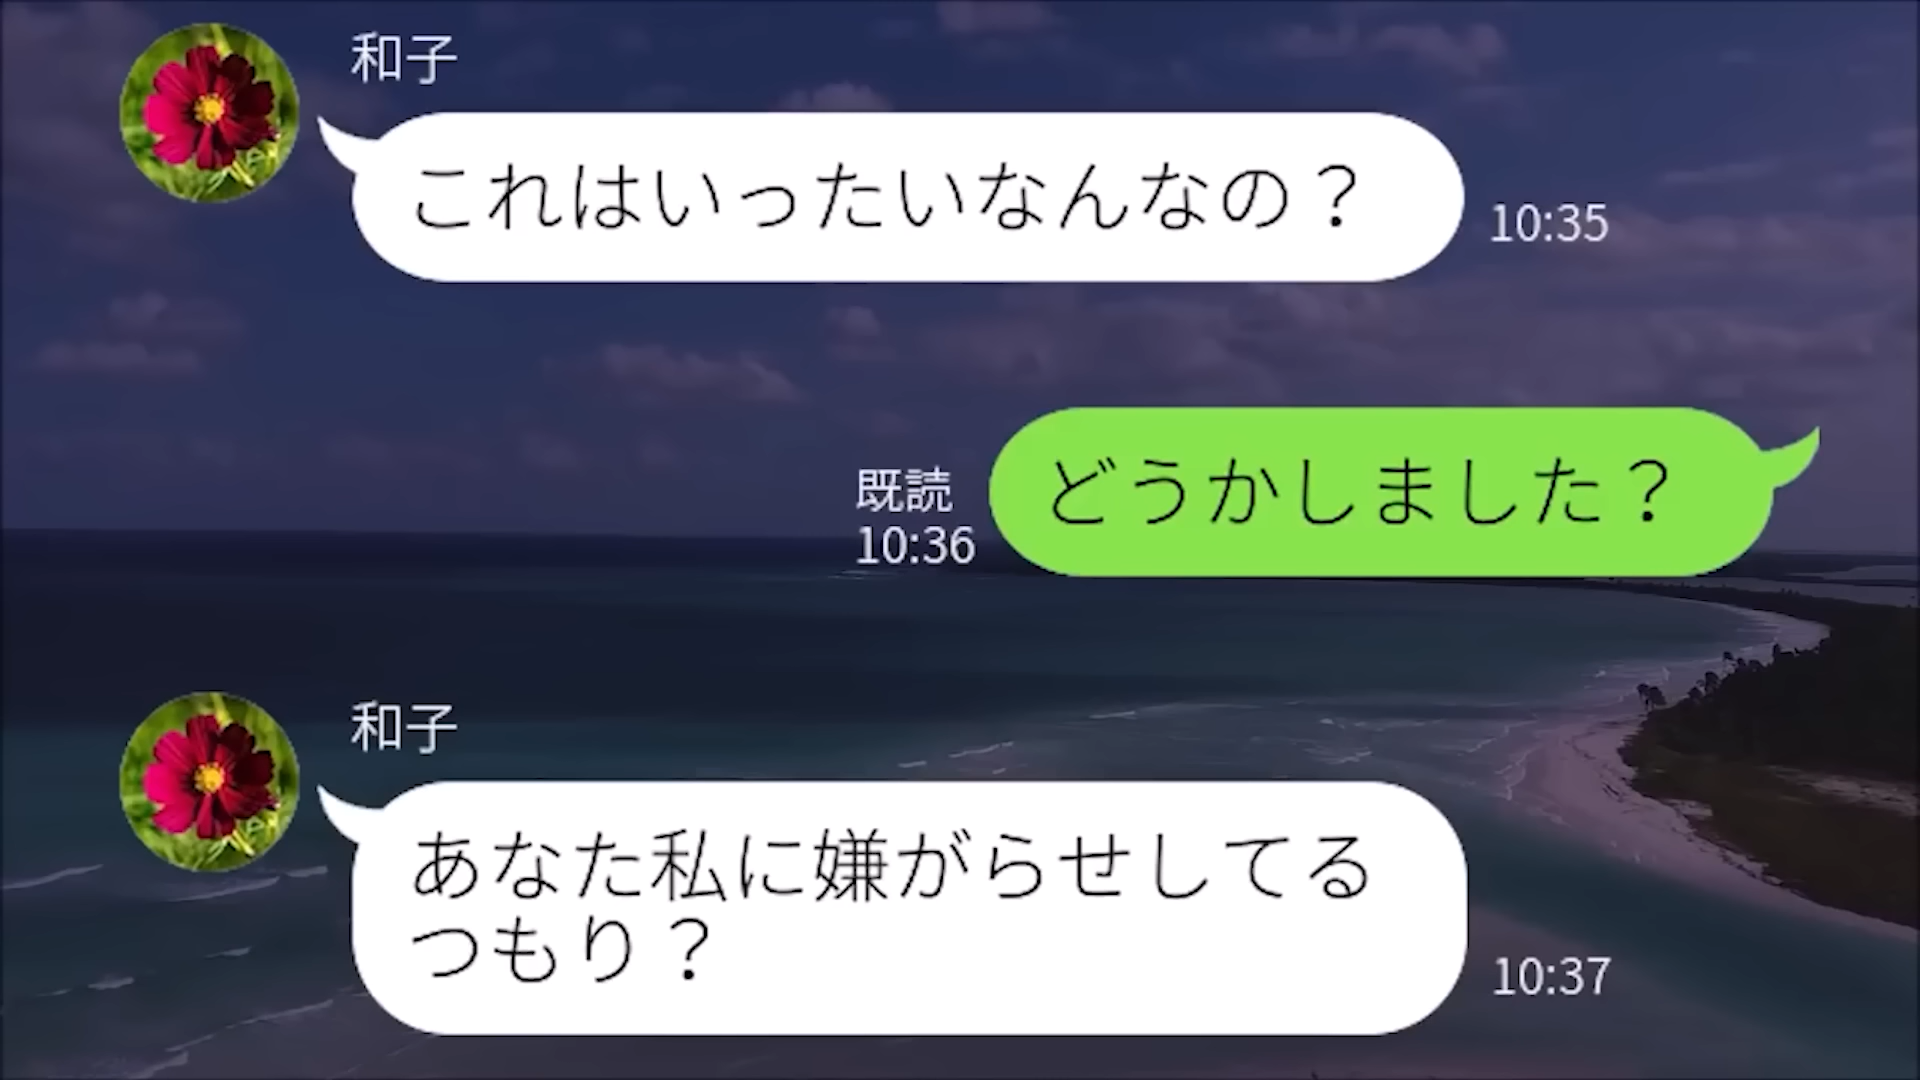 和子
これはいったいなんなの？
10:35
どうかしました？
既読
10:36
和子
あなた私に嫌がらせしてる
つもり？
10:37